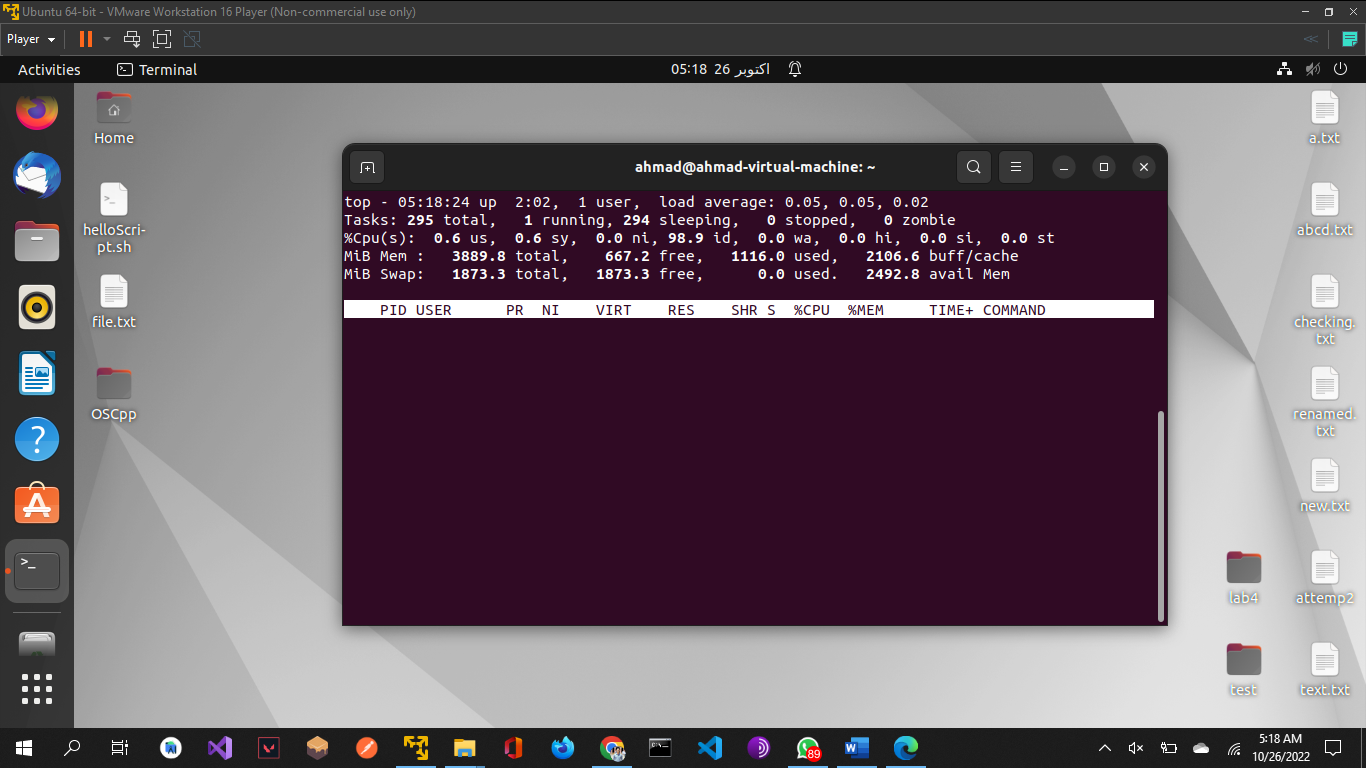 Ubuntu 64-bit - VMware Workstation 16 Player (Non-commercial use only)
Player
Activities
Terminal
05:18 26 اکتوبر
Home
helloScri-
pt.sh
file.txt
OSCpp
a.txt
abcd.txt
checking.
txt
renamed.
txt
new.txt
lab4
attemp2
test
text.txt
ahmad@ahmad-virtual-machine: ~
top - 05:18:24 up  2:02,  1 user,  load average: 0.05, 0.05, 0.02
Tasks: 295 total,   1 running, 294 sleeping,   0 stopped,   0 zombie
%Cpu(s):  0.6 us,  0.6 sy,  0.0 ni, 98.9 id,  0.0 wa,  0.0 hi,  0.0 si,  0.0 st
MiB Mem :   3889.8 total,    667.2 free,   1116.0 used,   2106.6 buff/cache
MiB Swap:   1873.3 total,   1873.3 free,      0.0 used.   2492.8 avail Mem
PID USER      PR  NI    VIRT    RES    SHR S  %CPU  %MEM     TIME+ COMMAND
89
5:18 AM
10/26/2022